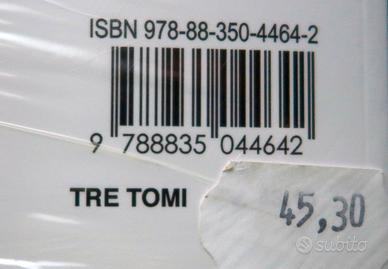 ISBN 978-88-350-4464-2
9 788835 044642
TRE TOMI
45,30
subito